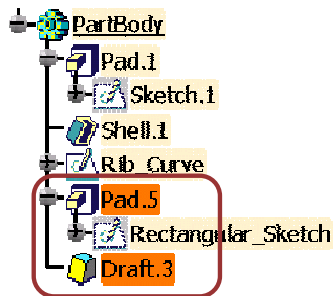 PartBody
Pad.1
Sketch.1
Shell.1
Rib_Curve
Pad.5
Rectangular_Sketch
Draft.3